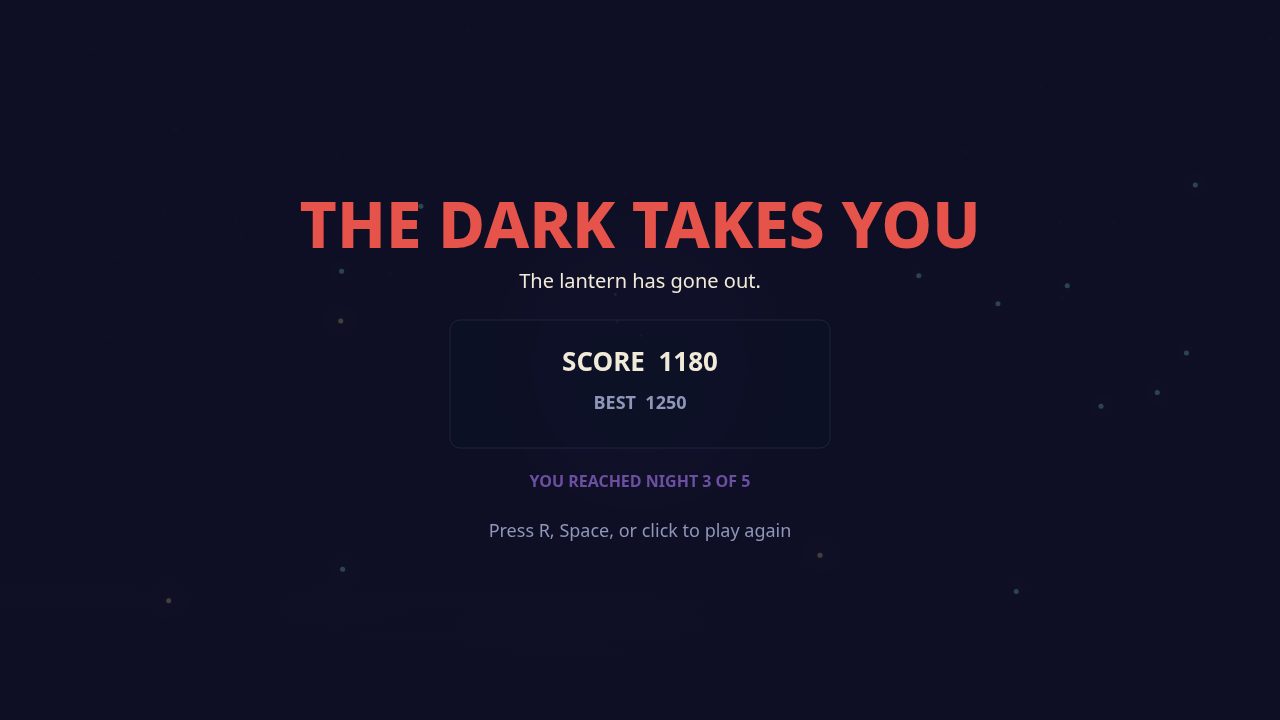 THE DARK TAKES YOU
The lantern has gone out.
SCORE 1180
BEST 1250
YOU REACHED NIGHT 3 OF 5
Press R, Space, or click to play again